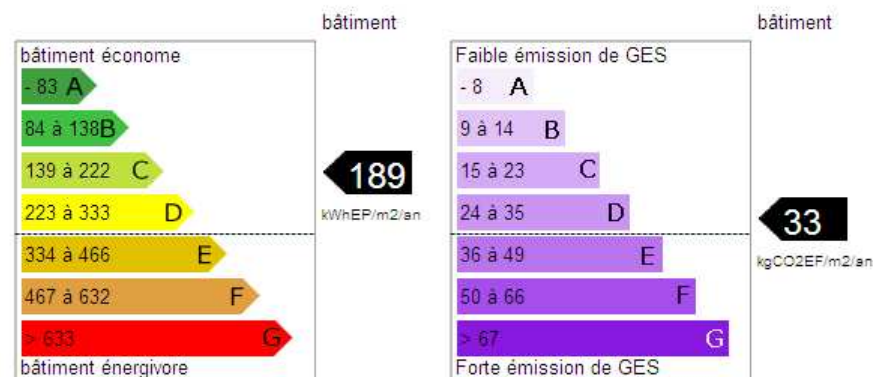 bâtiment
bâtiment économe
- 83 A
84 à 138 B
139 à 222 C
223 à 333 D
334 à 466 E
467 à 632 F
> 633 G
bâtiment énergivore
189
kWhEP/m2/an
bâtiment
Faible émission de GES
- 8 A
9 à 14 B
15 à 23 C
24 à 35 D
36 à 49 E
50 à 66 F
> 67 G
Forte émission de GES
33
kgCO2EF/m2/an